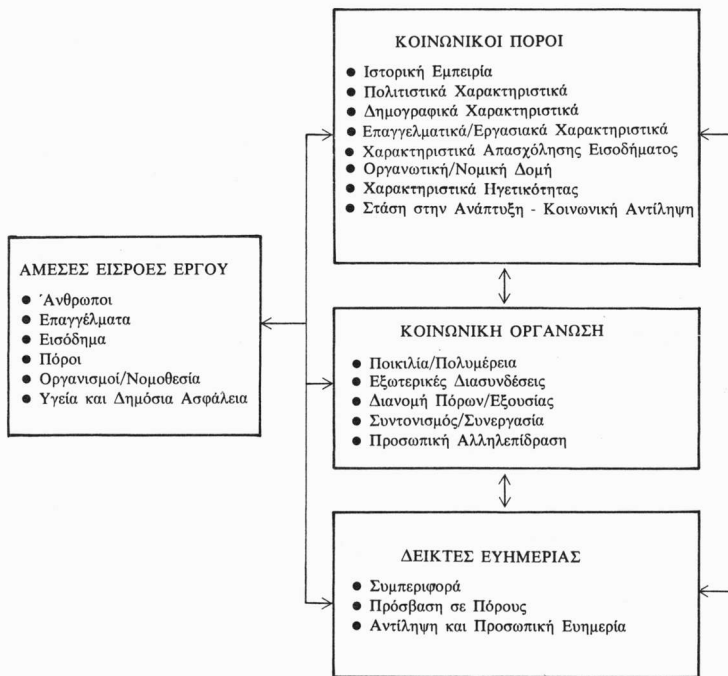 ΚΟΙΝΩΝΙΚΟΙ ΠΟΡΟΙ
● Ιστορική Εμπειρία
● Πολιτιστικά Χαρακτηριστικά
● Δημογραφικά Χαρακτηριστικά
● Επαγγελματικά/Εργασιακά Χαρακτηριστικά
● Χαρακτηριστικά Απασχόλησης Εισοδήματος
● Οργανωτική/Νομική Δομή
● Χαρακτηριστικά Ηγετικότητας
● Στάση στην Ανάπτυξη - Κοινωνική Αντίληψη
ΑΜΕΣΕΣ ΕΙΣΡΟΕΣ ΕΡΓΟΥ
● Άνθρωποι
● Επαγγέλματα
● Εισόδημα
● Πόροι
● Οργανισμοί/Νομοθεσία
● Υγεία και Δημόσια Ασφάλεια
ΚΟΙΝΩΝΙΚΗ ΟΡΓΑΝΩΣΗ
● Ποικιλία/Πολυμέρεια
● Εξωτερικές Διασυνδέσεις
● Διανομή Πόρων/Εξουσίας
● Συντονισμός/Συνεργασία
● Προσωπική Αλληλεπίδραση
ΔΕΙΚΤΕΣ ΕΥΗΜΕΡΙΑΣ
● Συμπεριφορά
● Πρόσβαση σε Πόρους
● Αντίληψη και Προσωπική Ευημερία